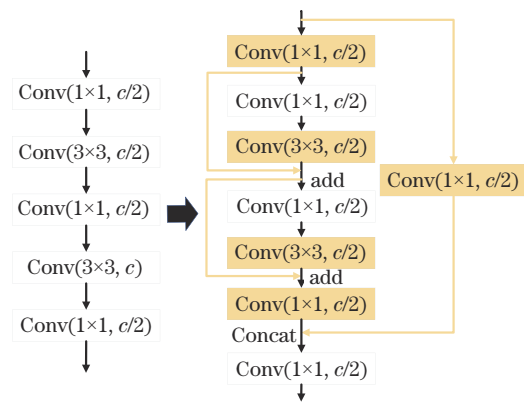 Conv(1×1, c/2)
Conv(3×3, c/2)
Conv(1×1, c/2)
Conv(3×3, c)
Conv(1×1, c/2)
Conv(1×1, c/2)
Conv(1×1, c/2)
Conv(3×3, c/2)
add
Conv(1×1, c/2)
Conv(3×3, c/2)
add
Conv(1×1, c/2)
Concat
Conv(1×1, c/2)
Conv(1×1, c/2)